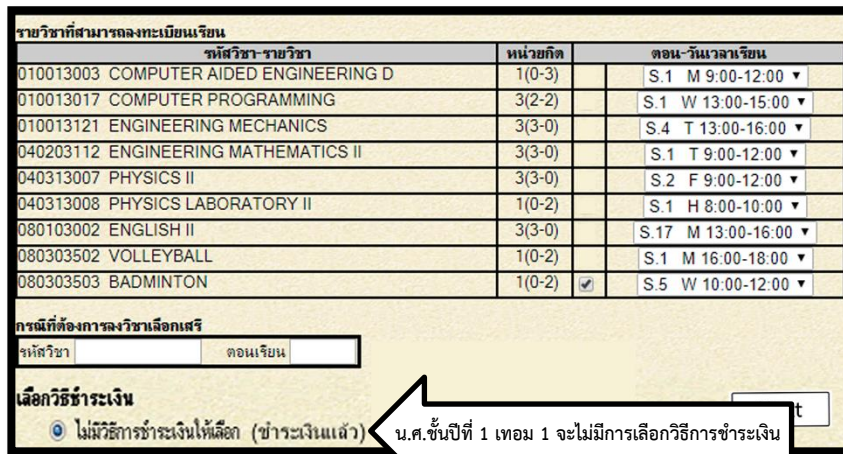 รายวิชาที่สามารถลงทะเบียนเรียน
รหัสวิชา-รายวิชา หน่วยกิต ตอน-วันเวลาเรียน
010013003 COMPUTER AIDED ENGINEERING D 1(0-3) S.1 M 9:00-12:00
010013017 COMPUTER PROGRAMMING 3(2-2) S.1 W 13:00-15:00
010013121 ENGINEERING MECHANICS 3(3-0) S.4 T 13:00-16:00
040203112 ENGINEERING MATHEMATICS II 3(3-0) S.1 T 9:00-12:00
040313007 PHYSICS II 3(3-0) S.2 F 9:00-12:00
040313008 PHYSICS LABORATORY II 1(0-2) S.1 H 8:00-10:00
080103002 ENGLISH II 3(3-0) S.17 M 13:00-16:00
080303502 VOLLEYBALL 1(0-2) S.1 M 16:00-18:00
080303503 BADMINTON 1(0-2) S.5 W 10:00-12:00
กรณีที่ต้องการลงวิชาเลือกเสรี
รหัสวิชา ตอนเรียน
เลือกวิธีชำระเงิน
ไม่มีวิธีการชำระเงินให้เลือก (ชำระเงินแล้ว)
น.ศ.ชั้นปีที่ 1 เทอม 1 จะไม่มีการเลือกวิธีการชำระเงิน